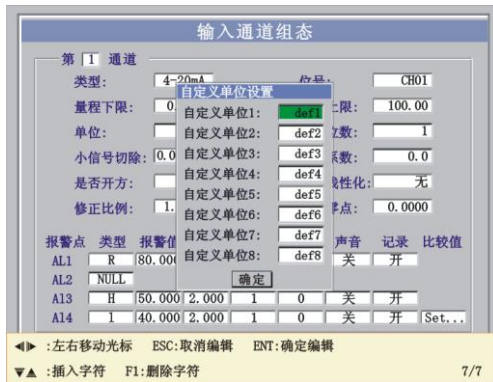 输入通道组态
第 1 通道
类型: 4-20mA 位号: CH01
量程下限: 0. 上限: 100.00
单位: 位数: 1
小信号切除: 0.0 系数: 0.0
是否开方: 线性化: 无
修正比例: 1. 零点: 0.0000
自定义单位设置
自定义单位1: def1
自定义单位2: def2
自定义单位3: def3
自定义单位4: def4
自定义单位5: def5
自定义单位6: def6
自定义单位7: def7
自定义单位8: def8
确定
报警点 类型 报警值 声音 记录 比较值
AL1 R 80.000 关 开
AL2 NULL
A13 H 50.000 2.000 1 0 关 开
A14 1 40.000 2.000 1 0 关 开 Set...
◀▶ :左右移动光标 ESC:取消编辑 ENT:确定编辑
▼▲ :插入字符 F1:删除字符 7/7